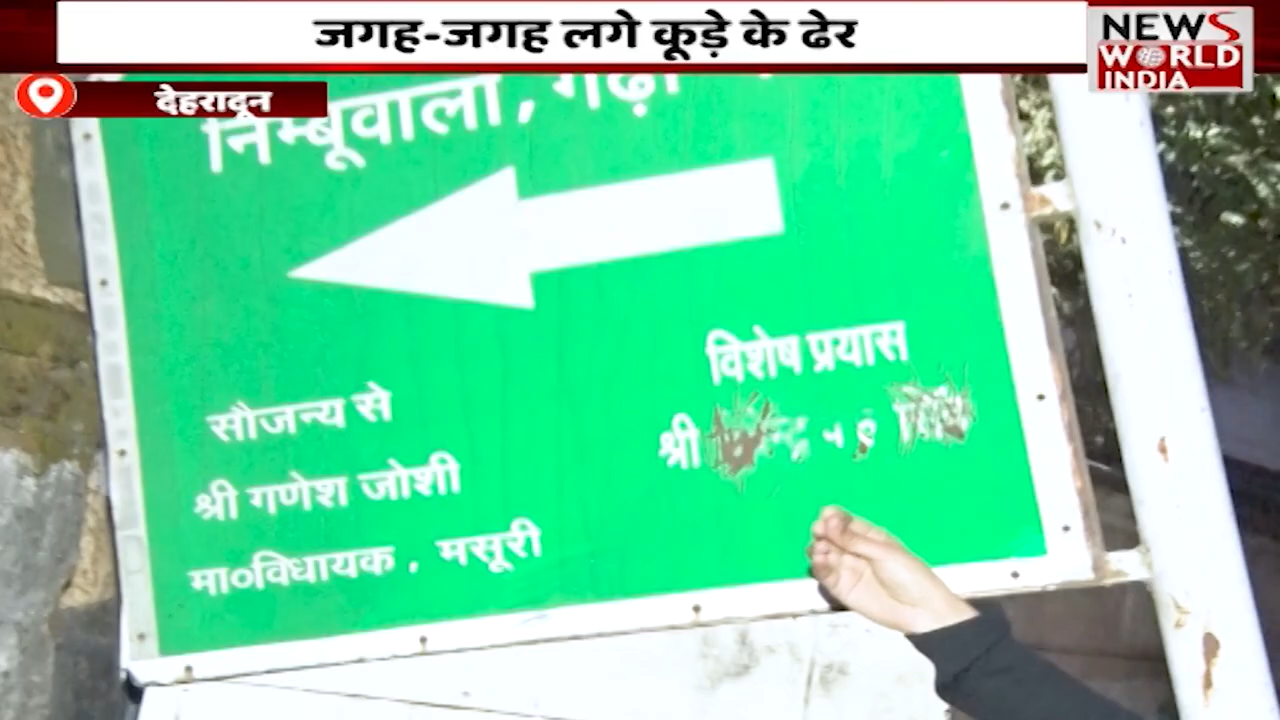 जगह-जगह लगे कूड़े के ढेर
NEWS
WORLD
INDIA
देहरादून
निम्बूवाला,
सौजन्य से
श्री गणेश जोशी
मा०विधायक, मसूरी
विशेष प्रयास
श्री